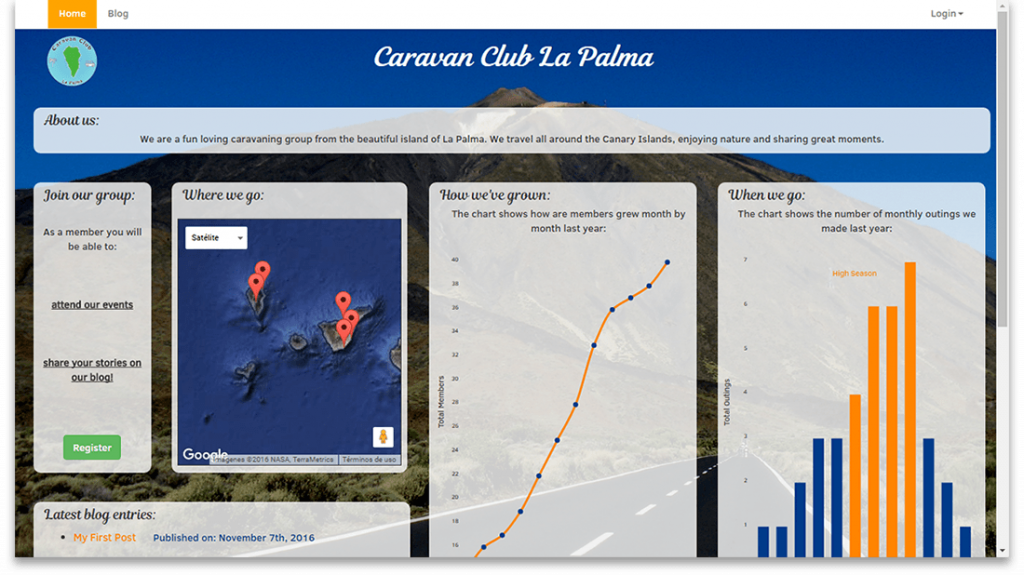 Home
Blog
Login
Caravan Club
La Palma
Caravan Club La Palma
About us:
We are a fun loving caravaning group from the beautiful island of La Palma. We travel all around the Canary Islands, enjoying nature and sharing great moments.
Join our group:
As a member you will
be able to:
attend our events
share your stories on
our blog!
Register
Where we go:
Satélite
Google
Imágenes ©2016 NASA, TerraMetrics
Términos de uso
How we've grown:
The chart shows how are members grew month by
month last year:
40
38
36
34
32
30
28
26
24
22
20
18
16
Total Members
When we go:
The chart shows the number of monthly outings we
made last year:
High Season
7
6
5
4
3
2
1
Total Outings
Latest blog entries:
My First Post Published on: November 7th, 2016